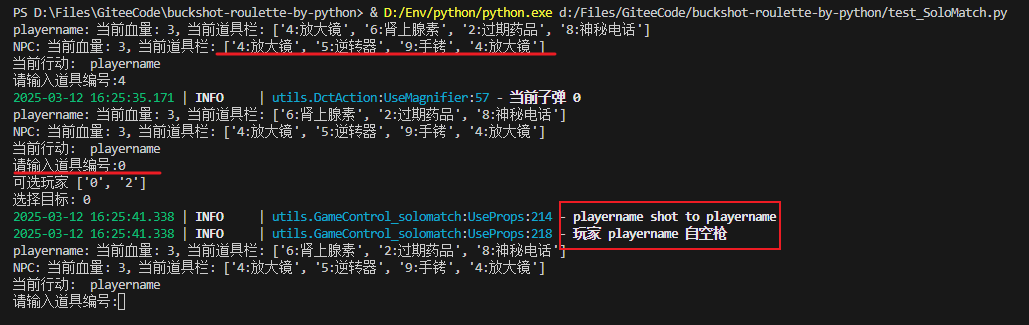 PS D:\Files\GiteeCode\buckshot-roulette-by-python> & D:/Env/python/python.exe d:/Files/GiteeCode/buckshot-roulette-by-python/test_SoloMatch.py
playername: 当前血量: 3, 当前道具栏: ['4:放大镜', '6:肾上腺素', '2:过期药品', '8:神秘电话']
NPC: 当前血量: 3, 当前道具栏: ['4:放大镜', '5:逆转器', '9:手铐', '4:放大镜']
当前行动:  playername
请输入道具编号:4
2025-03-12 16:25:35.171 | INFO     | utils.DctAction:UseMagnifier:57 - 当前子弹 0
playername: 当前血量: 3, 当前道具栏: ['6:肾上腺素', '2:过期药品', '8:神秘电话']
NPC: 当前血量: 3, 当前道具栏: ['4:放大镜', '5:逆转器', '9:手铐', '4:放大镜']
当前行动:  playername
请输入道具编号:0
可选玩家 ['0', '2']
选择目标: 0
2025-03-12 16:25:41.338 | INFO     | utils.GameControl_solomatch:UseProps:214 - playername shot to playername
2025-03-12 16:25:41.338 | INFO     | utils.GameControl_solomatch:UseProps:218 - 玩家 playername 自空枪
playername: 当前血量: 3, 当前道具栏: ['6:肾上腺素', '2:过期药品', '8:神秘电话']
NPC: 当前血量: 3, 当前道具栏: ['4:放大镜', '5:逆转器', '9:手铐', '4:放大镜']
当前行动:  playername
请输入道具编号: